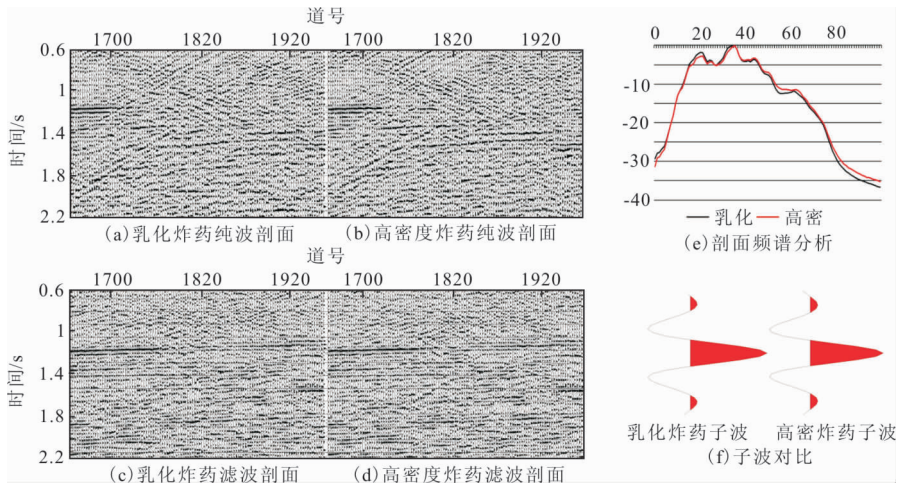 道号
1700 1820 1920 1700 1820 1920
0.6
1
1.4
1.8
2.2
时间/s
(a)乳化炸药纯波剖面 (b)高密度炸药纯波剖面
道号
1700 1820 1920 1700 1820 1920
0.6
1
1.4
1.8
2.2
时间/s
(c)乳化炸药滤波剖面 (d)高密度炸药滤波剖面
0 20 40 60 80
-10
-20
-30
-40
乳化 高密
(e)剖面频谱分析
乳化炸药子波 高密炸药子波
(f)子波对比